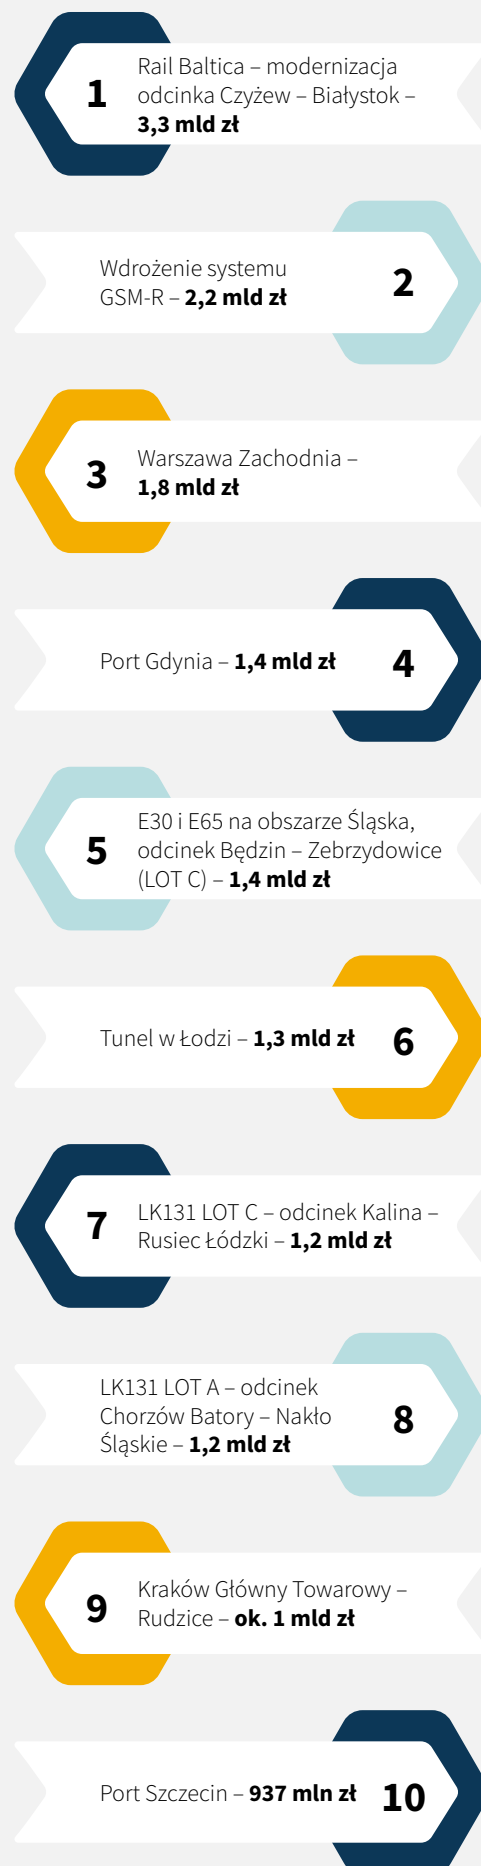 1
Rail Baltica – modernizacja
odcinka Czyżew – Białystok –
3,3 mld zł
Wdrożenie systemu
GSM-R – 2,2 mld zł
2
3
Warszawa Zachodnia –
1,8 mld zł
Port Gdynia – 1,4 mld zł
4
5
E30 i E65 na obszarze Śląska,
odcinek Będzin – Zebrzydowice
(LOT C) – 1,4 mld zł
Tunel w Łodzi – 1,3 mld zł
6
7
LK131 LOT C – odcinek Kalina –
Rusiec Łódzki – 1,2 mld zł
LK131 LOT A – odcinek
Chorzów Batory – Nakło
Śląskie – 1,2 mld zł
8
9
Kraków Główny Towarowy –
Rudzice – ok. 1 mld zł
Port Szczecin – 937 mln zł
10